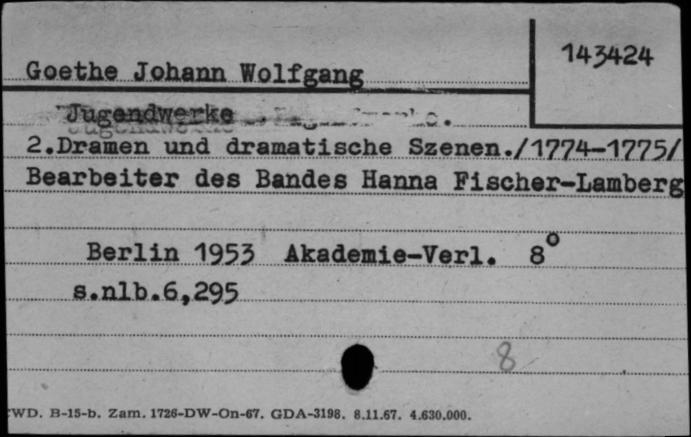 143424
Goethe Johann Wolfgang
Jugendwerke
2.Dramen und dramatische Szenen./1774-1775/
Bearbeiter des Bandes Hanna Fischer-Lamberg
Berlin 1953 Akademie-Verl. 8°
s.nlb.6,295
8
WD. B-15-b. Zam. 1726-DW-On-67. GDA-3198. 8.11.67. 4.630.000.